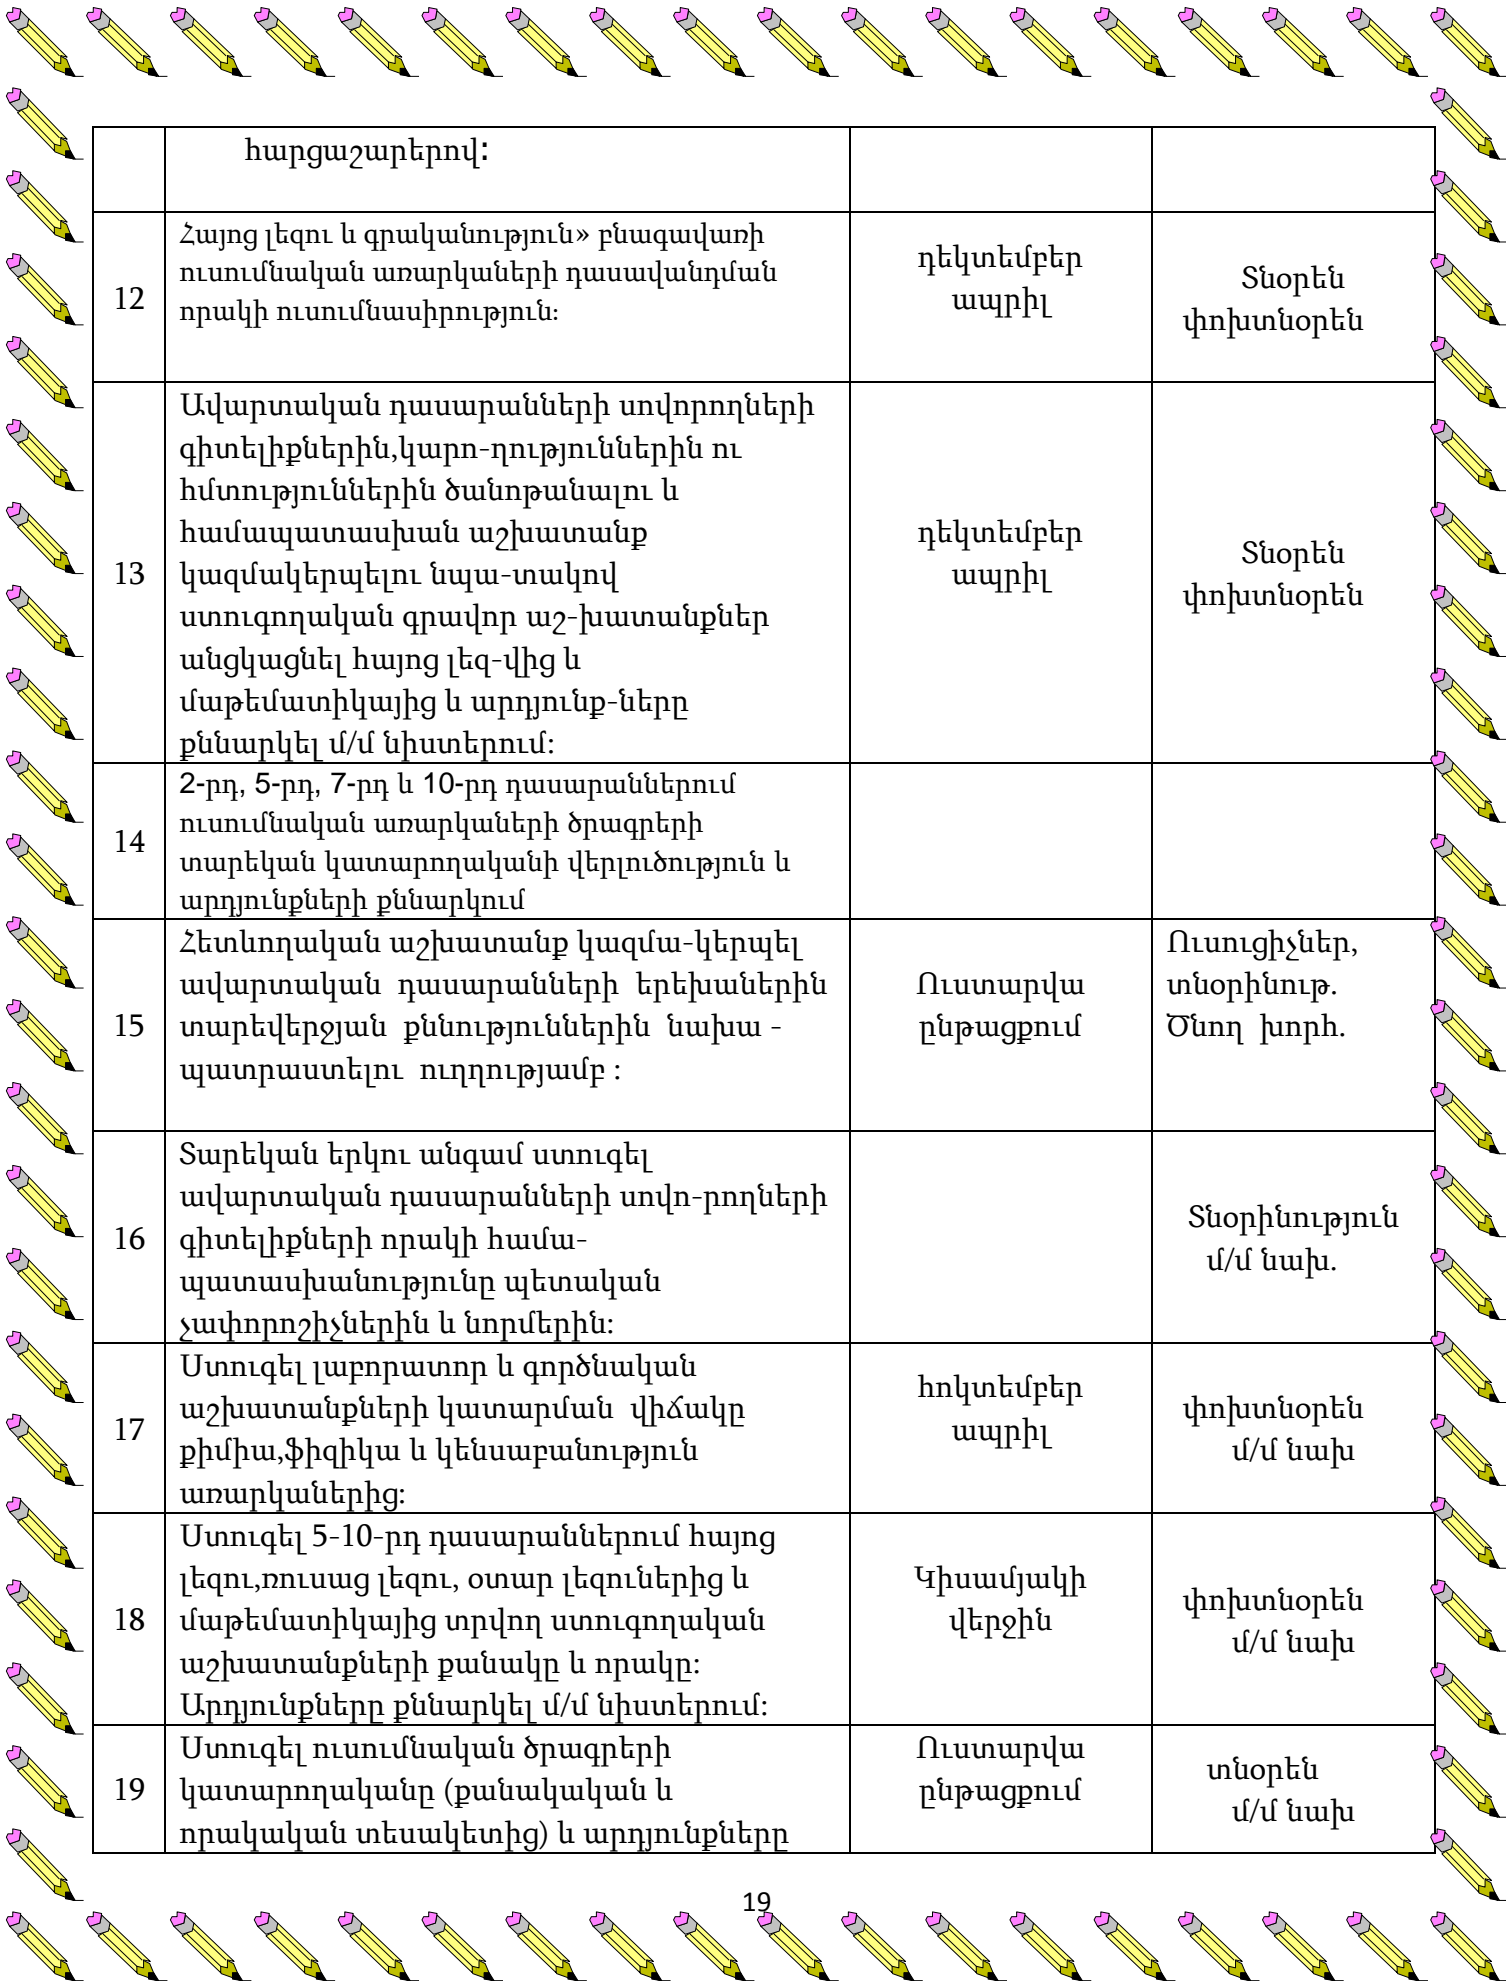 հարցաշարերով:
12
Հայոց լեզու և գրականություն» բնագավառի
ուսումնական առարկաների դասավանդման
որակի ուսումնասիրություն։
դեկտեմբեր
ապրիլ
Տնօրեն
փոխտնօրեն
13
Ավարտական դասարանների սովորողների
գիտելիքներին,կարո-ղություններին ու
հմտություններին ծանոթանալու և
համապատասխան աշխատանք
կազմակերպելու նպա-տակով
ստուգողական գրավոր աշ-խատանքներ
անցկացնել հայոց լեզ-վից և
մաթեմատիկայից և արդյունք-ները
քննարկել մ/մ նիստերում։
դեկտեմբեր
ապրիլ
Տնօրեն
փոխտնօրեն
14
2-րդ, 5-րդ, 7-րդ և 10-րդ դասարաններում
ուսումնական առարկաների ծրագրերի
տարեկան կատարողականի վերլուծություն և
արդյունքների քննարկում
15
Հետևողական աշխատանք կազմա-կերպել
ավարտական դասարանների երեխաներին
տարեվերջյան քննություններին նախա -
պատրաստելու ուղղությամբ :
Ուստարվա
ընթացքում
Ուսուցիչներ,
տնօրինութ.
Ծնող խորհ.
16
Տարեկան երկու անգամ ստուգել
ավարտական դասարանների սովո-րողների
գիտելիքների որակի համա-
պատասխանությունը պետական
չափորոշիչներին և նորմերին։
Տնօրինություն
մ/մ նախ.
17
Ստուգել լաբորատոր և գործնական
աշխատանքների կատարման վիճակը
քիմիա,ֆիզիկա և կենսաբանություն
առարկաներից։
հոկտեմբեր
ապրիլ
փոխտնօրեն
մ/մ նախ
18
Ստուգել 5-10-րդ դասարաններում հայոց
լեզու,ռուսաց լեզու, օտար լեզուներից և
մաթեմատիկայից տրվող ստուգողական
աշխատանքների քանակը և որակը։
Արդյունքները քննարկել մ/մ նիստերում։
Կիսամյակի
վերջին
փոխտնօրեն
մ/մ նախ
19
Ստուգել ուսումնական ծրագրերի
կատարողականը (քանակական և
որակական տեսակետից) և արդյունքները
Ուստարվա
ընթացքում
տնօրեն
մ/մ նախ
19